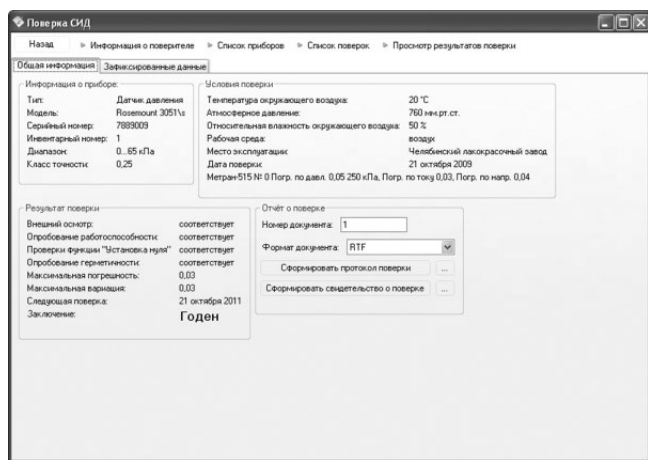 Поверка СИД
Назад Информация о поверителе Список приборов Список поверок Просмотр результатов поверки
Общая информация Зафиксированные данные
Информация о приборе:
Тип: Датчик давления
Модель: Rosemount 3051\s
Серийный номер: 7889009
Инвентарный номер: 1
Диапазон: 0...65 кПа
Класс точности: 0,25
Условия поверки
Температура окружающего воздуха: 20 °C
Атмосферное давление: 760 мм.рт.ст.
Относительная влажность окружающего воздуха: 50 %
Рабочая среда: воздух
Место эксплуатации: Челябинский лакокрасочный завод
Дата поверки: 21 октября 2009
Метран-515 № 0 Погр. по давл. 0,05 250 кПа, Погр. по току 0,03, Погр. по напр. 0,04
Результат поверки
Внешний осмотр: соответствует
Опробование работоспособности: соответствует
Проверки функции "Установка нуля" соответствует
Опробование герметичности: соответствует
Максимальная погрешность: 0,03
Максимальная вариация: 0,03
Следующая поверка: 21 октября 2011
Заключение: Годен
Отчёт о поверке
Номер документа: 1
Формат документа: RTF
Сформировать протокол поверки ...
Сформировать свидетельство о поверке ...